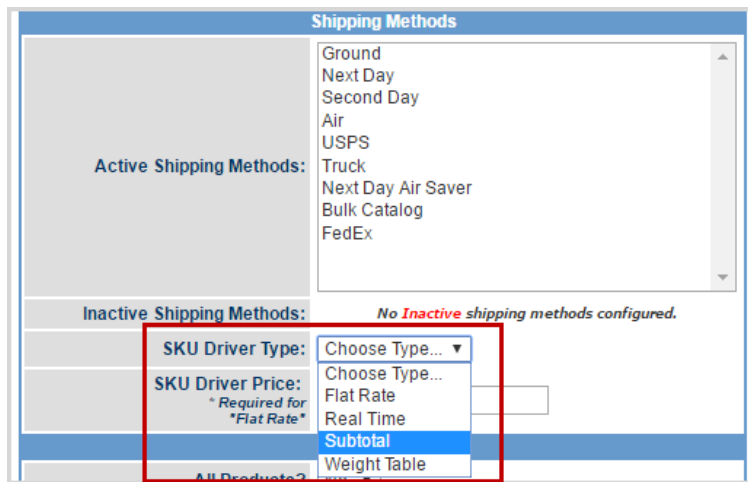 Shipping Methods
Active Shipping Methods:
Ground
Next Day
Second Day
Air
USPS
Truck
Next Day Air Saver
Bulk Catalog
FedEx
Inactive Shipping Methods:
No Inactive shipping methods configured.
SKU Driver Type:
Choose Type...
SKU Driver Price:
* Required for
"Flat Rate"
Choose Type...
Flat Rate
Real Time
Subtotal
Weight Table
All Products?